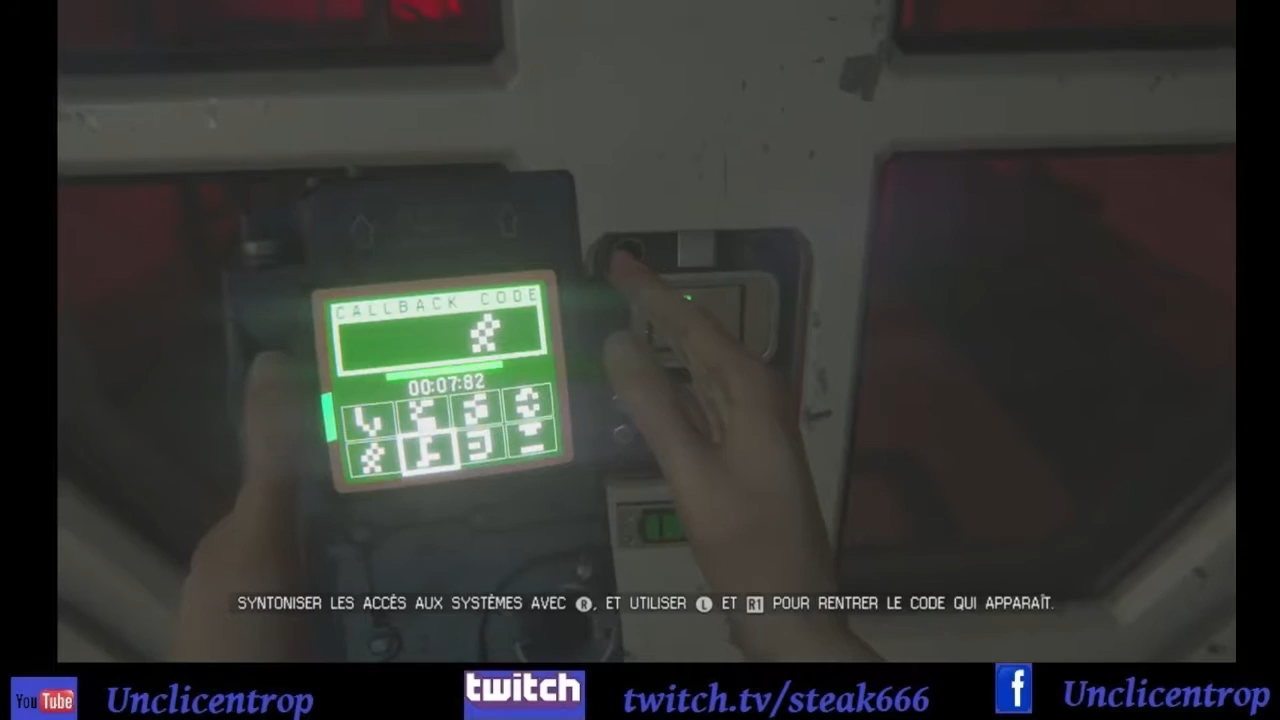 CALLBACK CODE
00:07:82
SYNTONISER LES ACCÈS AUX SYSTÈMES AVEC R, ET UTILISER L ET R1 POUR RENTRER LE CODE QUI APPARAÎT.
YouTube Unclicentrop twitch twitch.tv/steak666 f Unclicentrop